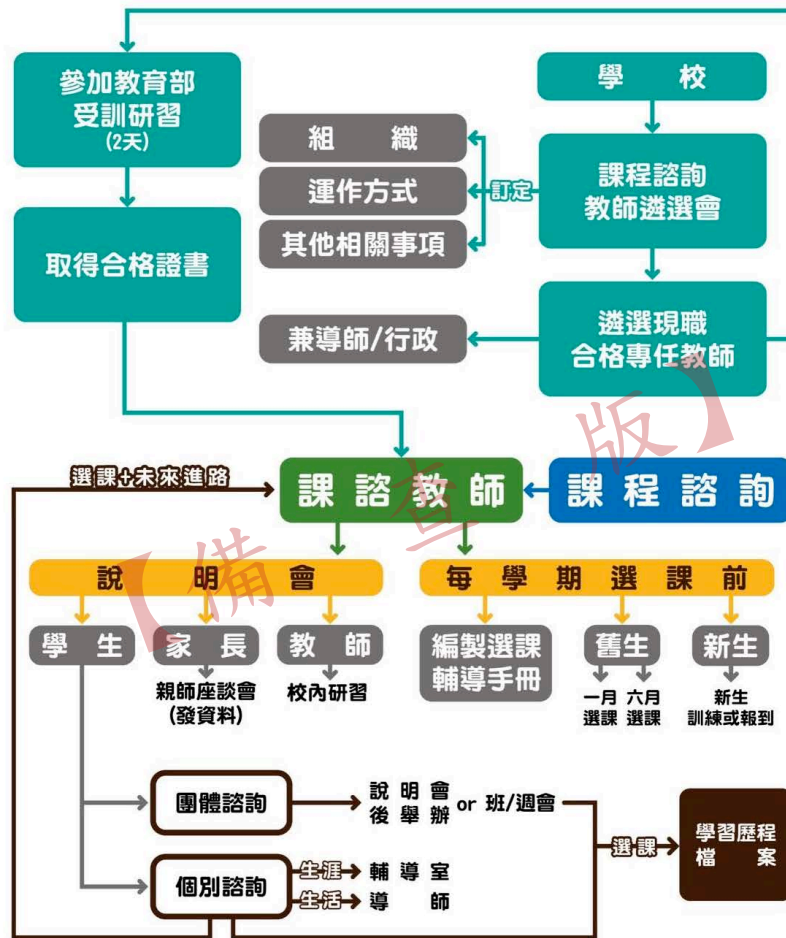 參加教育部
受訓研習
(2天)
取得合格證書
學校
課程諮詢
教師遴選會
訂定
組織
運作方式
其他相關事項
遴選現職
合格專任教師
兼導師/行政
選課+未來進路
課諮教師
課程諮詢
說明會
每學期選課前
學生
家長
教師
親師座談會
(發資料)
校內研習
編製選課
輔導手冊
舊生
新生
一月 六月
選課 選課
新生
訓練或報到
團體諮詢
說明會
後舉辦
or 班/週會
個別諮詢
生涯
輔導室
生活
導師
選課
學習歷程
檔案
【備查版】